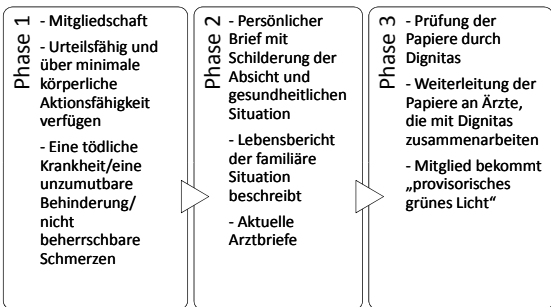 Phase 1
- Mitgliedschaft
- Urteilsfähig und
über minimale
körperliche
Aktionsfähigkeit
verfügen
- Eine tödliche
Krankheit/eine
unzumutbare
Behinderung/
nicht
beherrschbare
Schmerzen
Phase 2
- Persönlicher
Brief mit
Schilderung der
Absicht und
gesundheitlichen
Situation
- Lebensbericht
der familiäre
Situation
beschreibt
- Aktuelle
Arztbriefe
Phase 3
- Prüfung der
Papiere durch
Dignitas
- Weiterleitung der
Papiere an Ärzte,
die mit Dignitas
zusammenarbeiten
- Mitglied bekommt
„provisorisches
grünes Licht“